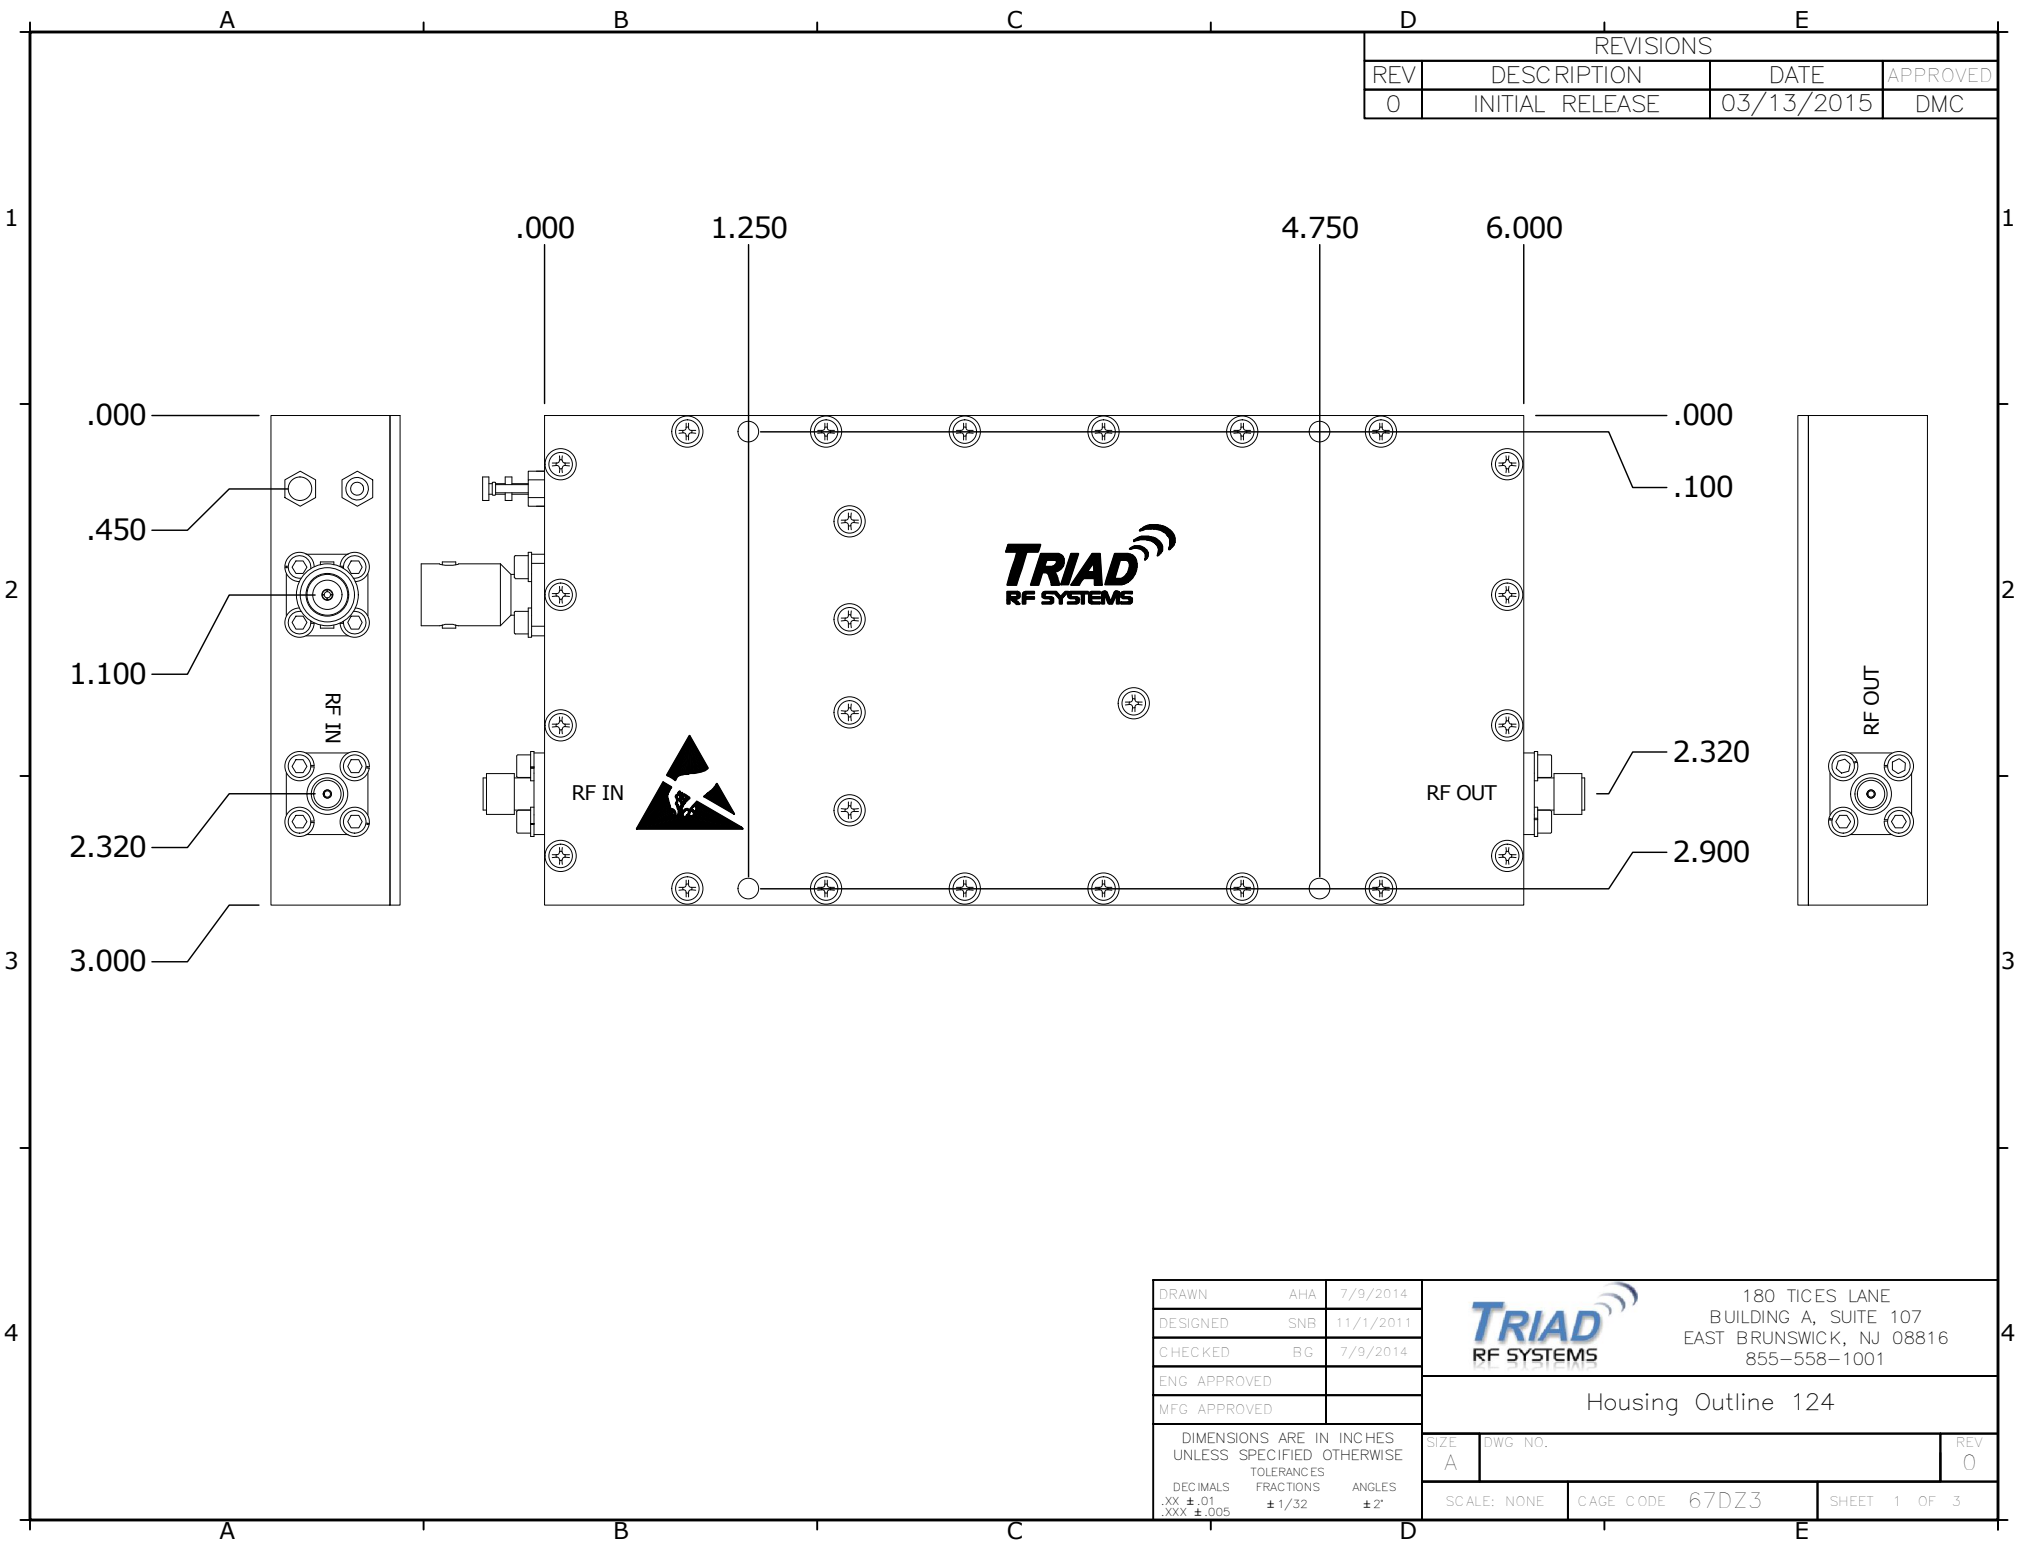 A B C D E
REVISIONS
REV DESCRIPTION DATE APPROVED
0 INITIAL RELEASE 03/13/2015 DMC
1 1
.000 1.250 4.750 6.000
.000
.450
1.100
2.320
3.000
RF IN
RF IN
TRIAD
RF SYSTEMS
RF OUT
.000
.100
2.320
2.900
RF OUT
2 2
3 3
4 4
DRAWN AHA 7/9/2014
DESIGNED SNB 11/1/2011
CHECKED BG 7/9/2014
ENG APPROVED
MFG APPROVED
DIMENSIONS ARE IN INCHES
UNLESS SPECIFIED OTHERWISE
TOLERANCES
DECIMALS FRACTIONS ANGLES
.XX ±.01 ±1/32 ±2°
.XXX ±.005
TRIAD
RF SYSTEMS
180 TICES LANE
BUILDING A, SUITE 107
EAST BRUNSWICK, NJ 08816
855-558-1001
Housing Outline 124
SIZE DWG NO. REV
A 0
SCALE: NONE CAGE CODE 67DZ3 SHEET 1 OF 3
A B C D E